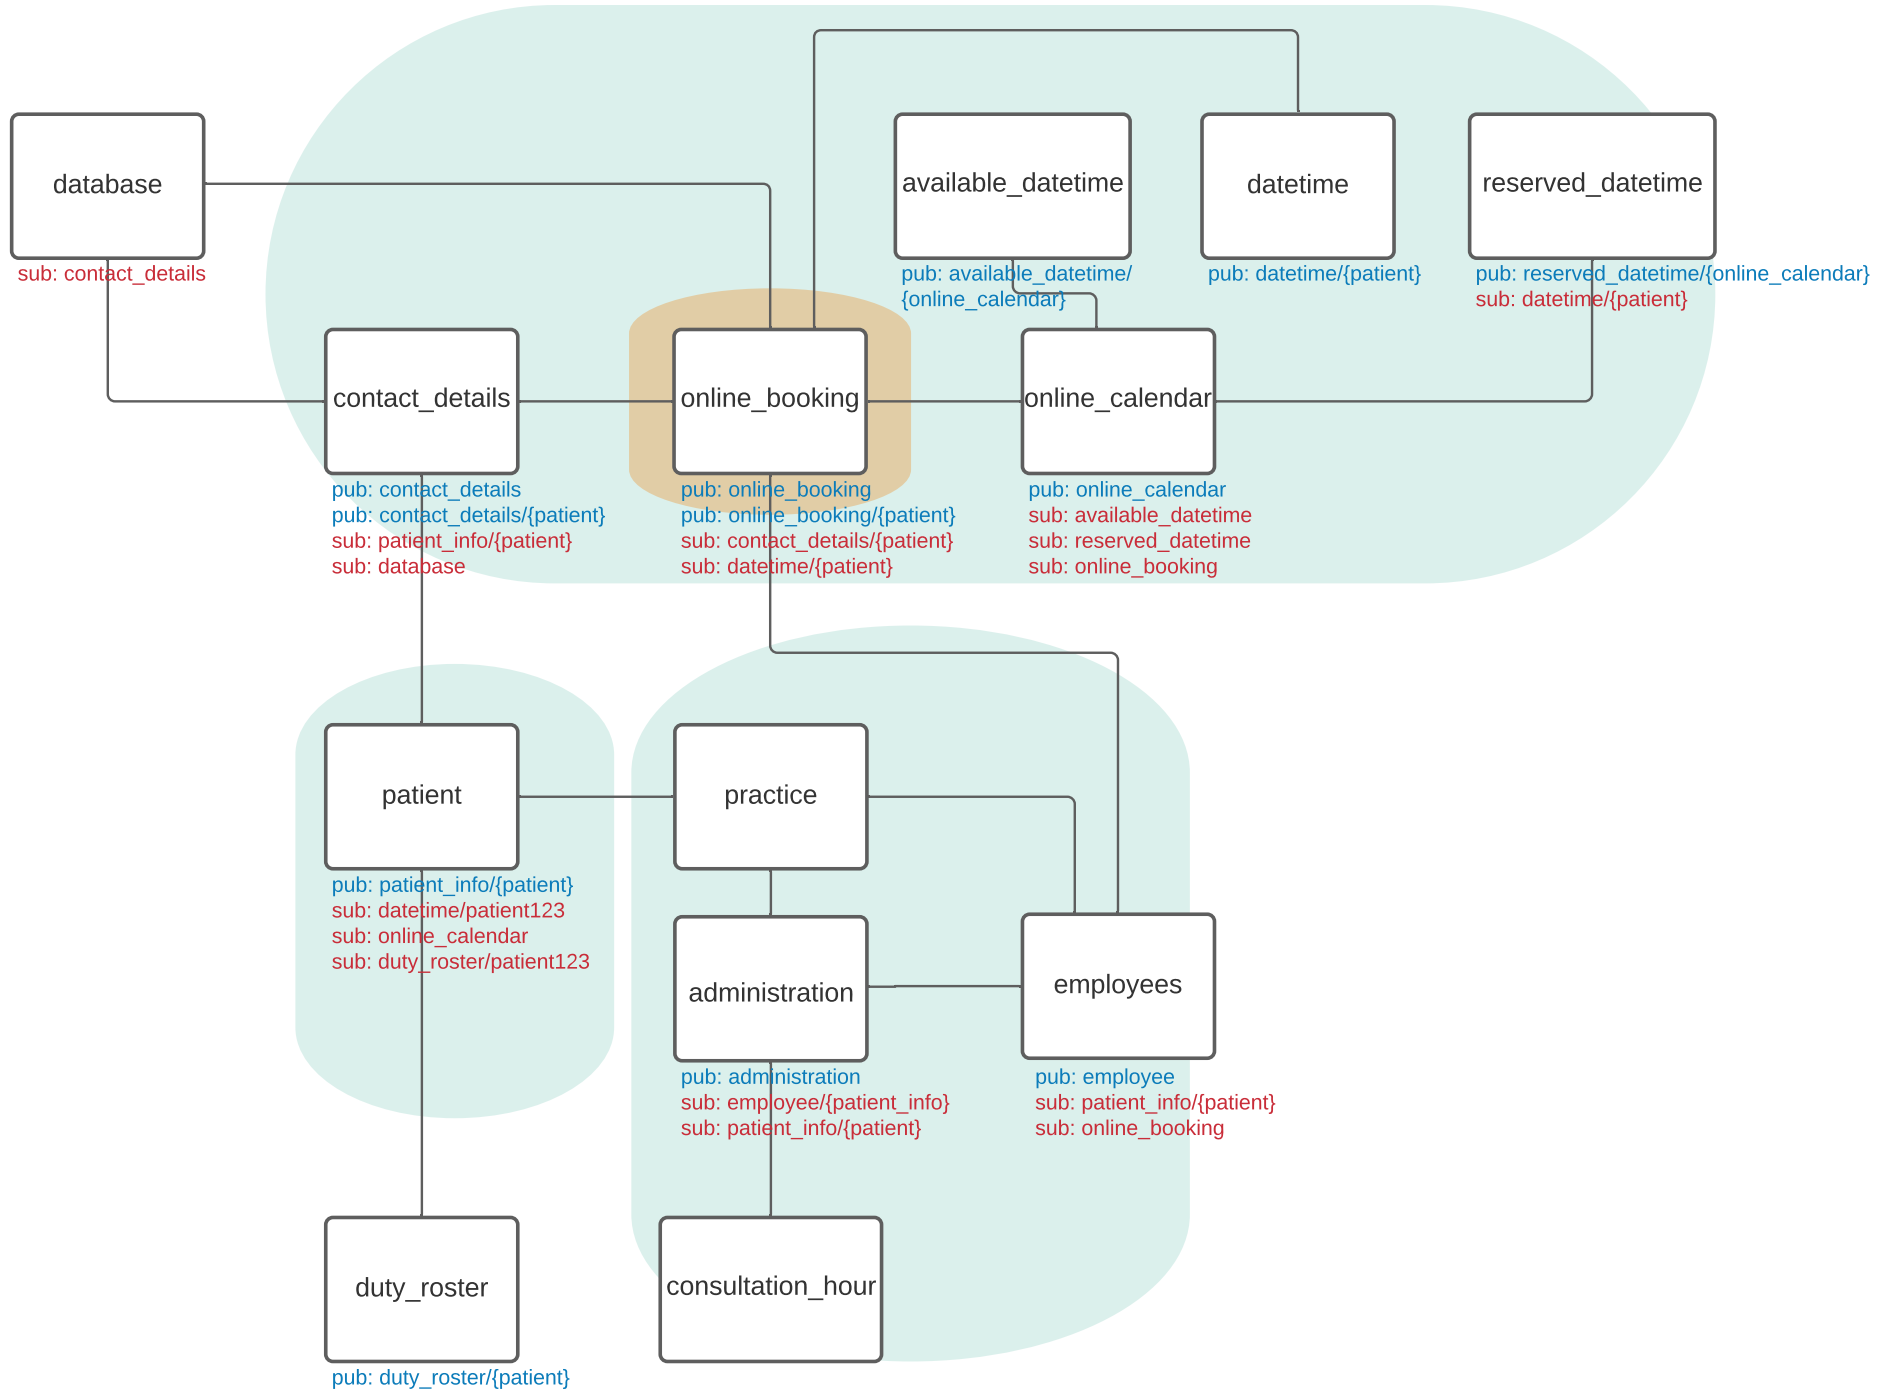 database
sub: contact_details
available_datetime
pub: available_datetime/
{online_calendar}
datetime
pub: datetime/{patient}
reserved_datetime
pub: reserved_datetime/{online_calendar}
sub: datetime/{patient}
contact_details
pub: contact_details
pub: contact_details/{patient}
sub: patient_info/{patient}
sub: database
online_booking
pub: online_booking
pub: online_booking/{patient}
sub: contact_details/{patient}
sub: datetime/{patient}
online_calendar
pub: online_calendar
sub: available_datetime
sub: reserved_datetime
sub: online_booking
patient
pub: patient_info/{patient}
sub: datetime/patient123
sub: online_calendar
sub: duty_roster/patient123
practice
administration
pub: administration
sub: employee/{patient_info}
sub: patient_info/{patient}
employees
pub: employee
sub: patient_info/{patient}
sub: online_booking
duty_roster
pub: duty_roster/{patient}
consultation_hour